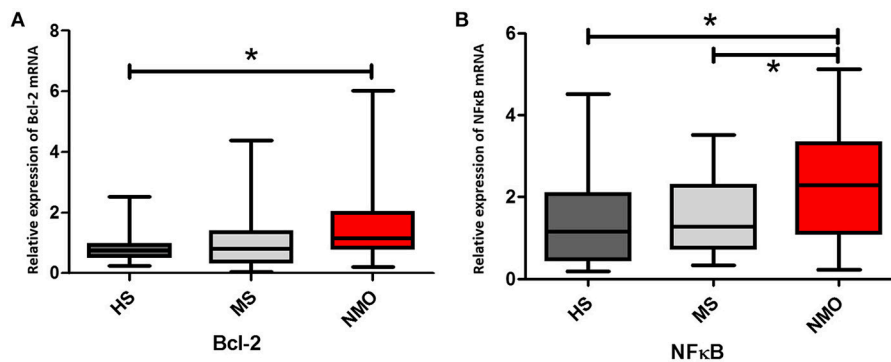 A
Relative expression of Bcl-2 mRNA
8
6
4
2
0
*
HS
MS
NMO
Bcl-2
B
Relative expression of NFκB mRNA
6
4
2
0
*
*
HS
MS
NMO
NFκB